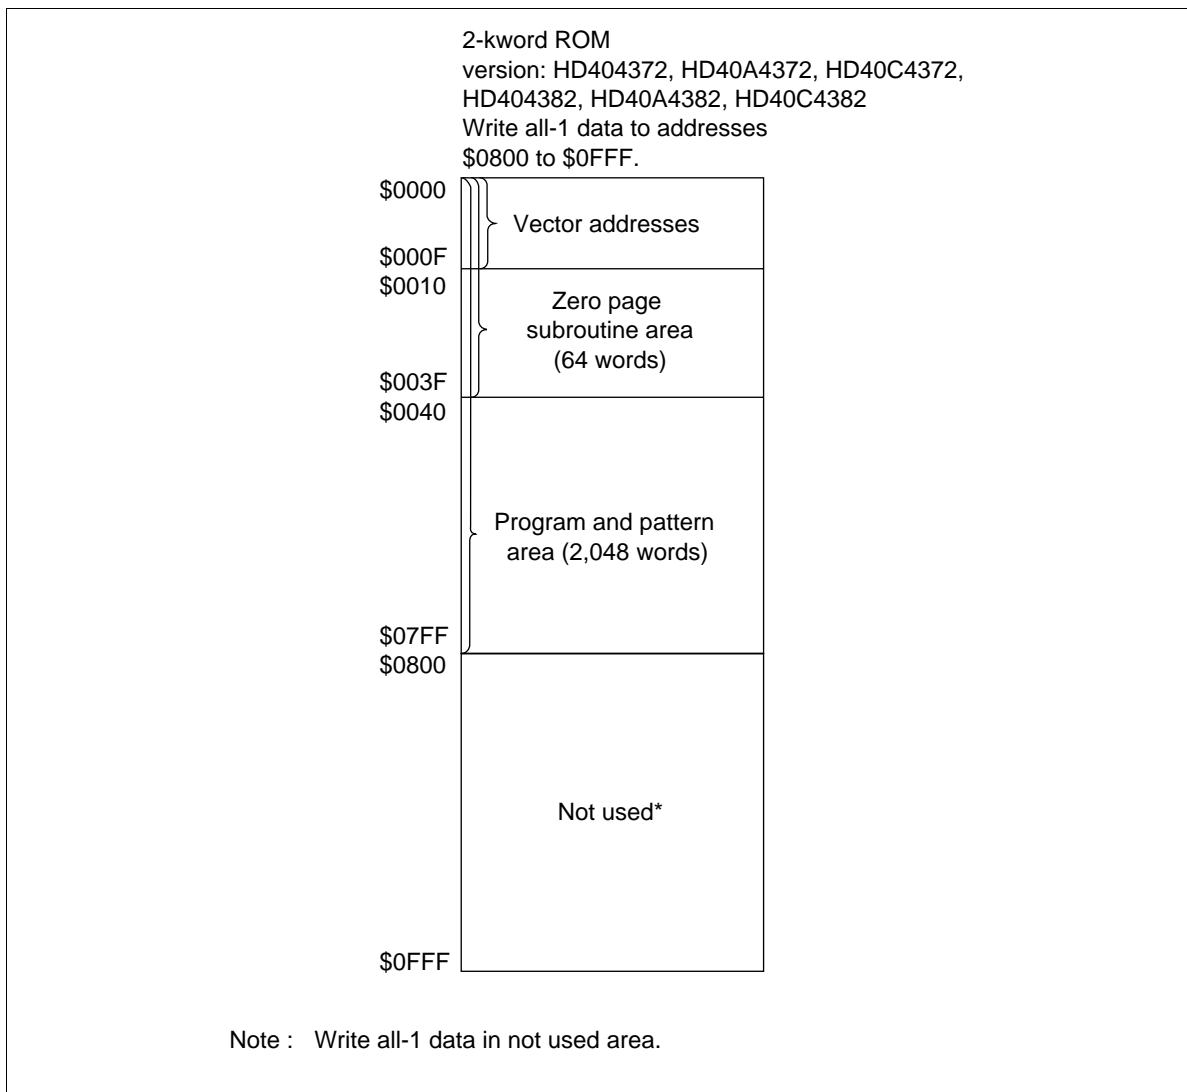 2-kword ROM
version: HD404372, HD40A4372, HD40C4372,
HD404382, HD40A4382, HD40C4382
Write all-1 data to addresses
$0800 to $0FFF.
$0000
Vector addresses
$000F
$0010
Zero page
subroutine area
(64 words)
$003F
$0040
Program and pattern
area (2,048 words)
$07FF
$0800
Not used*
$0FFF
Note : Write all-1 data in not used area.